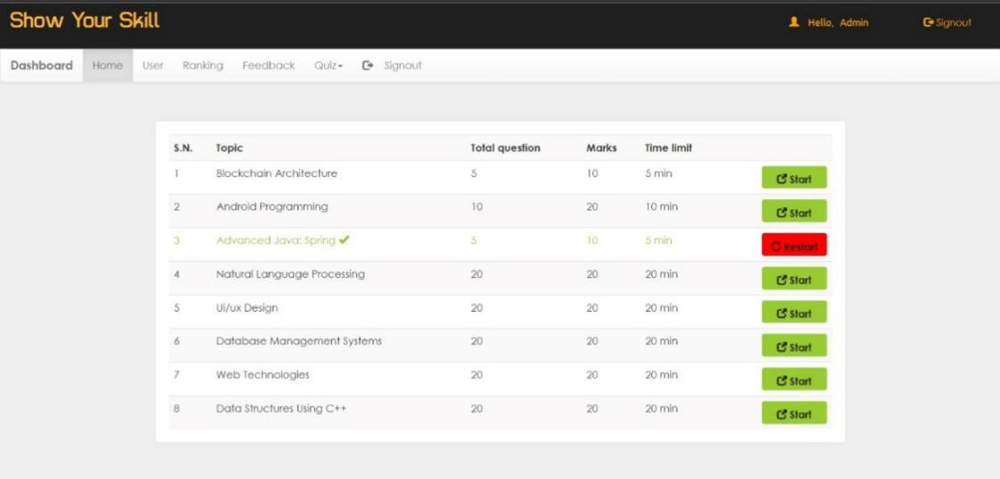 Show Your Skill Hello, Admin Signout
Dashboard Home User Ranking Feedback Quiz Signout
S.N. Topic Total question Marks Time limit
1 Blockchain Architecture 5 10 5 min Start
2 Android Programming 10 20 10 min Start
3 Advanced Java: Spring ✔ 5 10 5 min Restart
4 Natural Language Processing 20 20 20 min Start
5 Ui/ux Design 20 20 20 min Start
6 Database Management Systems 20 20 20 min Start
7 Web Technologies 20 20 20 min Start
8 Data Structures Using C++ 20 20 20 min Start